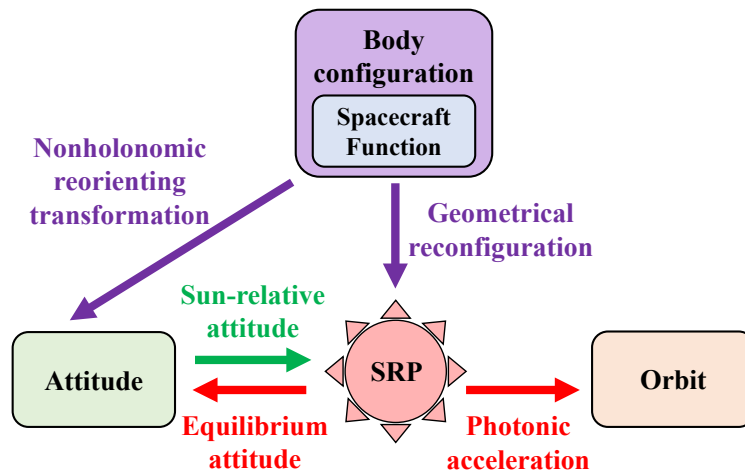 Body
configuration
Spacecraft
Function
Nonholonomic
reorienting
transformation
Geometrical
reconfiguration
Sun-relative
attitude
Attitude
SRP
Orbit
Equilibrium
attitude
Photonic
acceleration